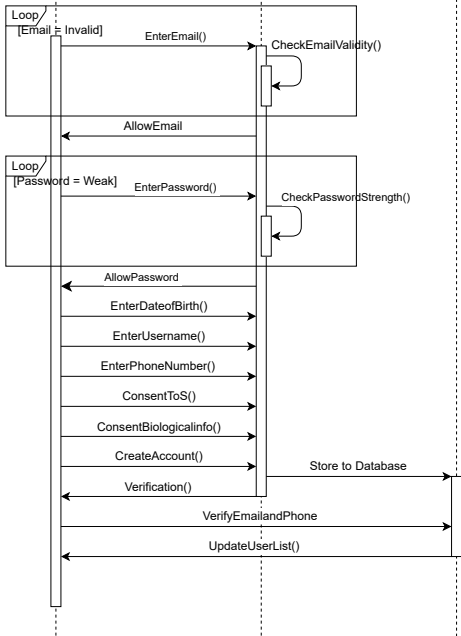 Loop
[Email = Invalid]
EnterEmail()
CheckEmailValidity()
AllowEmail
Loop
[Password = Weak]
EnterPassword()
CheckPasswordStrength()
AllowPassword
EnterDateofBirth()
EnterUsername()
EnterPhoneNumber()
ConsentToS()
ConsentBiologicalinfo()
CreateAccount()
Store to Database
Verification()
VerifyEmailandPhone
UpdateUserList()